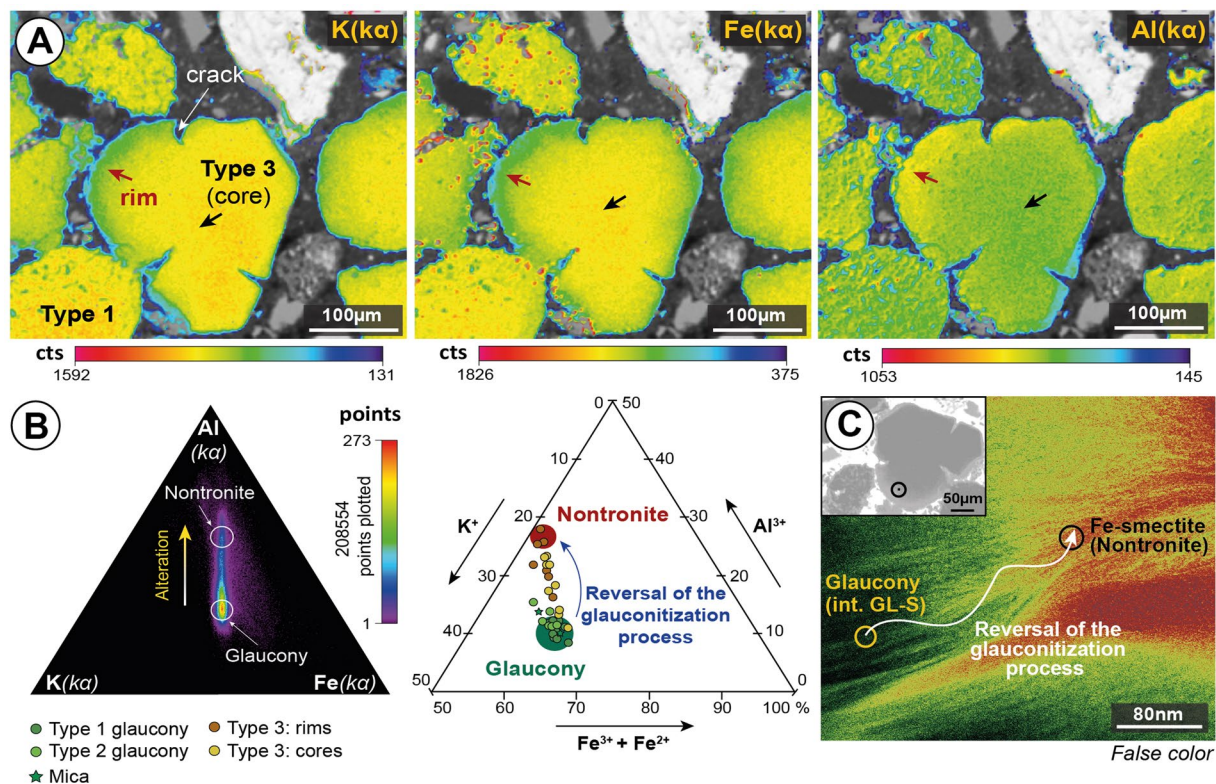 A
K(kα)
crack
Type 3
(core)
rim
Type 1
100µm
Fe(kα)
100µm
Al(kα)
100µm
cts
1592
131
cts
1826
375
cts
1053
145
B
Al
(kα)
Nontronite
Alteration
Glaucony
K(kα)
Fe(kα)
points
273
208554
points plotted
1
Type 1 glaucony
Type 2 glaucony
Mica
Type 3: rims
Type 3: cores
0
50
10
40
K⁺
Al³⁺
20
30
Nontronite
30
20
Reversal of the
glauconitization
process
40
10
Glaucony
50
0
50
60
70
80
90
100 %
Fe³⁺ + Fe²⁺
C
50µm
Fe-smectite
(Nontronite)
Glaucony
(int. GL-S)
Reversal of the
glauconitization
process
80nm
False color